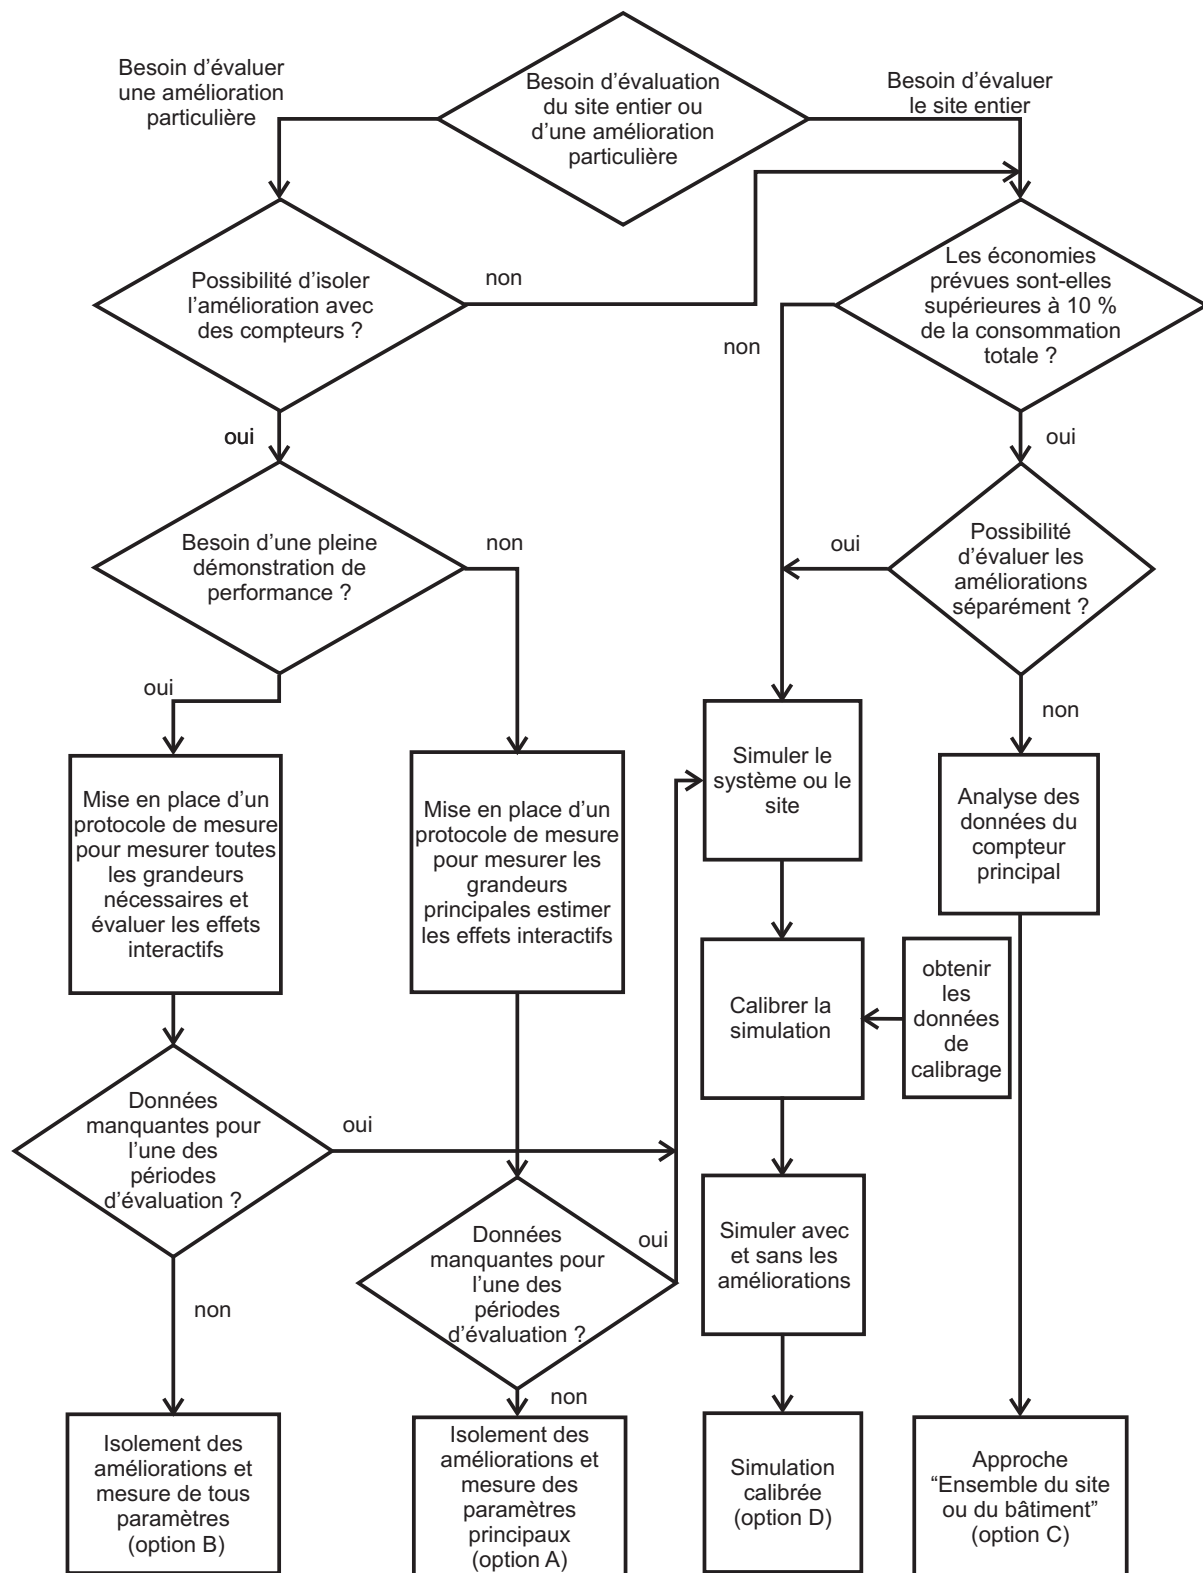 Besoin d'évaluer
une amélioration
particulière
Besoin d'évaluation
du site entier ou
d'une amélioration
particulière
Besoin d'évaluer
le site entier
Possibilité d'isoler
l'amélioration avec
des compteurs ?
non
Les économies
prévues sont-elles
supérieures à 10 %
de la consommation
totale ?
non
oui
oui
Besoin d'une pleine
démonstration de
performance ?
non
oui
Possibilité
d'évaluer les
améliorations
séparément ?
oui
non
Mise en place d'un
protocole de mesure
pour mesurer toutes
les grandeurs
nécessaires et
évaluer les effets
interactifs
Mise en place d'un
protocole de mesure
pour mesurer les
grandeurs
principales estimer
les effets interactifs
Simuler le
système ou le
site
Analyse des
données du
compteur
principal
Calibrer la
simulation
obtenir
les
données
de
calibrage
Données
manquantes pour
l'une des
périodes
d'évaluation ?
oui
Données
manquantes pour
l'une des
périodes
d'évaluation ?
oui
Simuler avec
et sans les
améliorations
non
non
Isolement des
améliorations et
mesure de tous
paramètres
(option B)
Isolement des
améliorations et
mesure des
paramètres
principaux
(option A)
Simulation
calibrée
(option D)
Approche
“Ensemble du site
ou du bâtiment”
(option C)